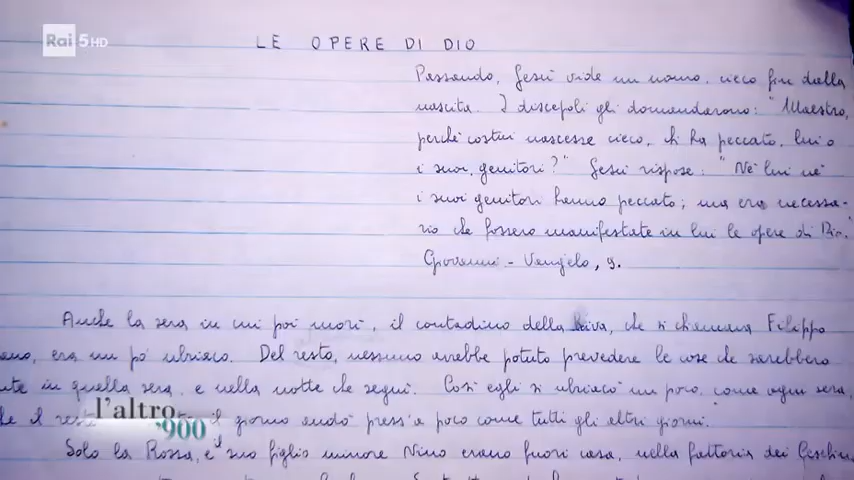 Rai 5 HD
LE OPERE DI DIO
Passando, Gesù vide un uomo, cieco fin dalla
nascita. I discepoli gli domandarono: "Maestro,
perché costui nascesse cieco, chi ha peccato, lui o
i suoi genitori?" Gesù rispose: "Né lui né
i suoi genitori hanno peccato; ma era necessa-
rio che fossero manifestate in lui le opere di Dio."
Giovanni - Vangelo, 9.
Anche la sera in cui poi morì, il contadino della Riva, che si chiamava Filippo
era un po' ubriaco. Del resto, nessuno avrebbe potuto prevedere le cose che sarebbero
in quella sera, e nella notte che seguì. Così egli si ubriacò un poco, come ogni sera,
il giorno andò press'a poco come tutti gli altri giorni.
l'altro
'900
Solo la Rossa, e il suo figlio minore Nino erano fuori casa, nella fattoria dei